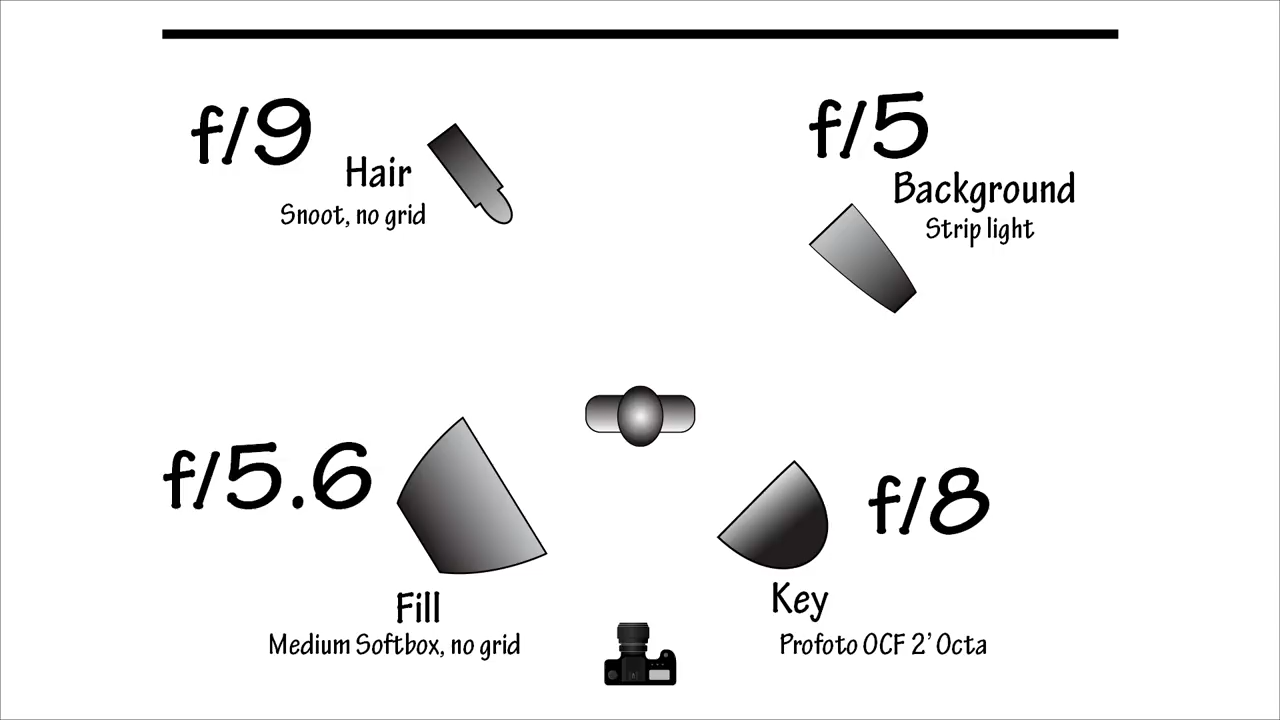 f/9
Hair
Snoot, no grid
f/5
Background
Strip light
f/5.6
Fill
Medium Softbox, no grid
f/8
Key
Profoto OCF 2' Octa